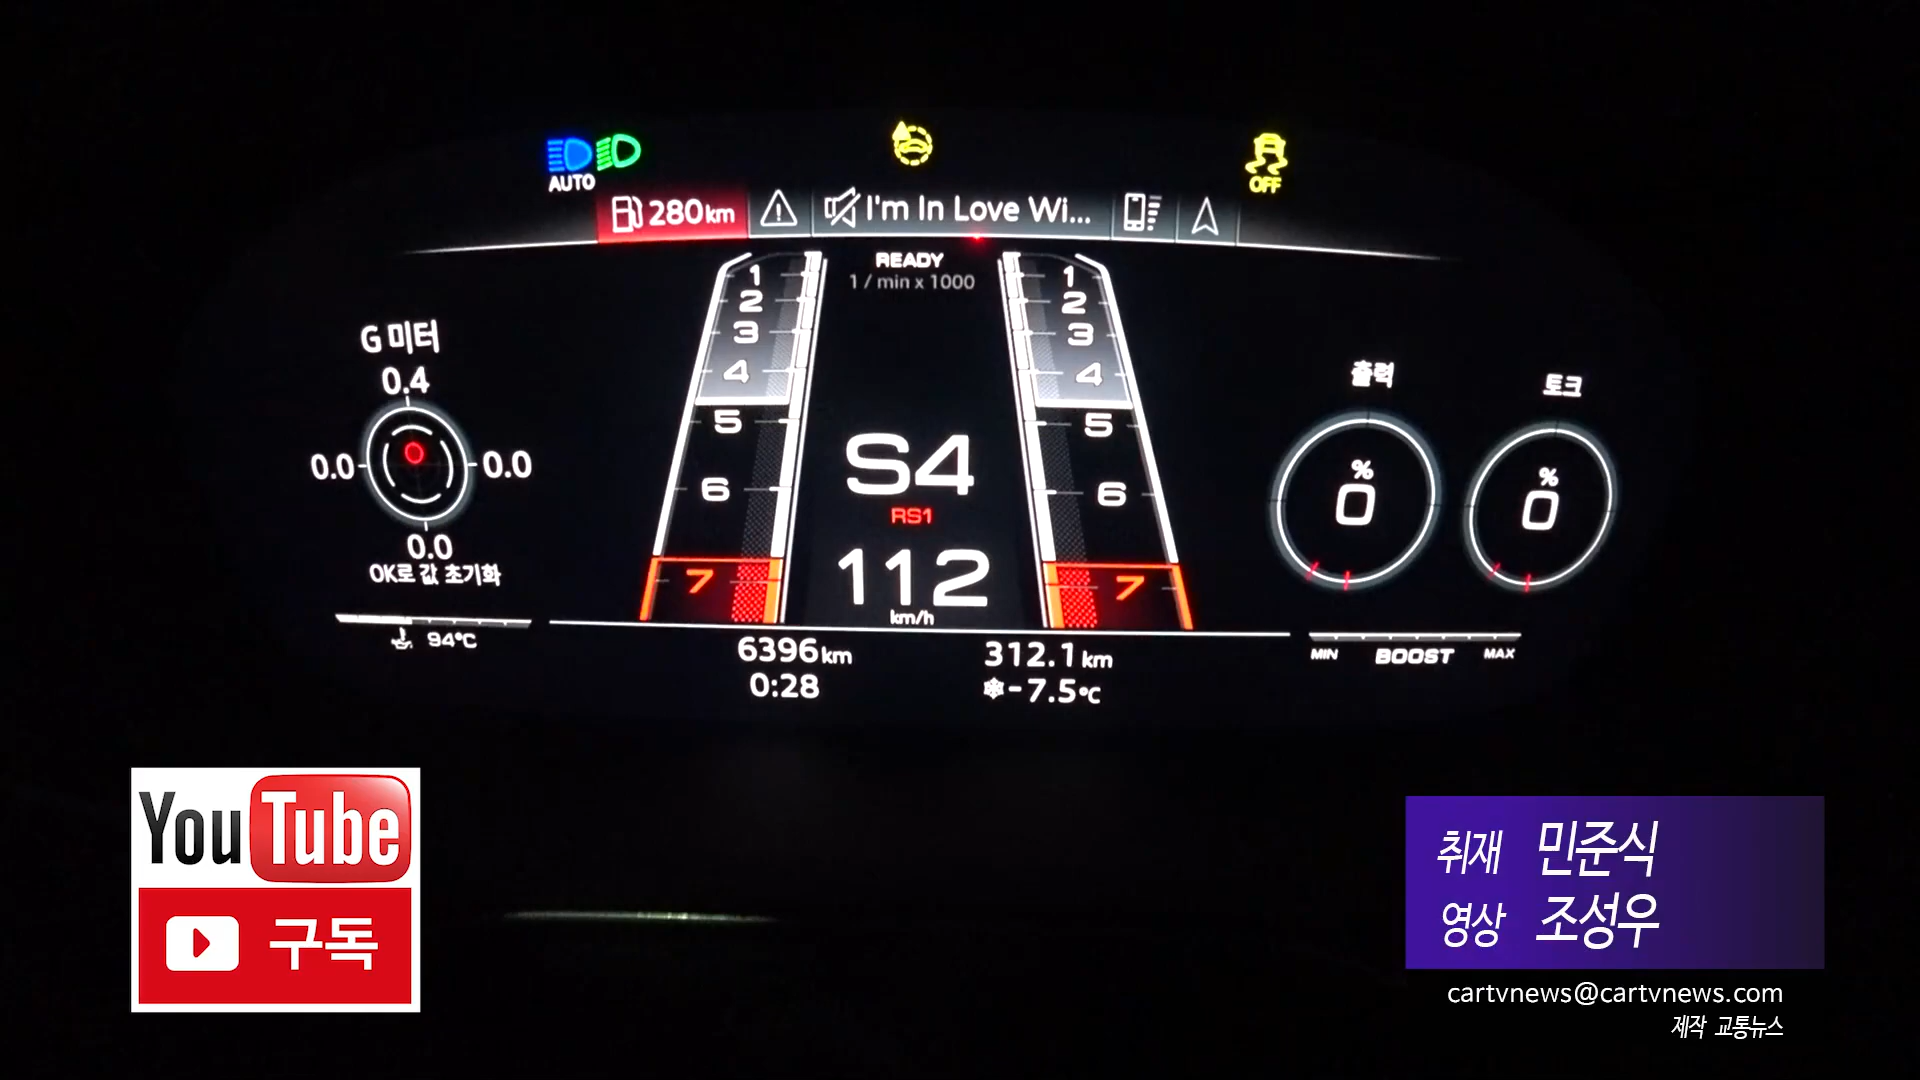 AUTO
OFF
280km
I'm In Love Wi...
READY
1 / min x 1000
1
2
3
4
5
6
7
1
2
3
4
5
6
7
G 미터
0.4
0.0
0.0
0.0
OK로 값 초기화
94°C
S4
RS1
112
km/h
출력
%
0
토크
%
0
MIN BOOST MAX
6396km
312.1km
0:28
-7.5°C
YouTube
구독
취재 민준식
영상 조성우
cartvnews@cartvnews.com
제작 교통뉴스